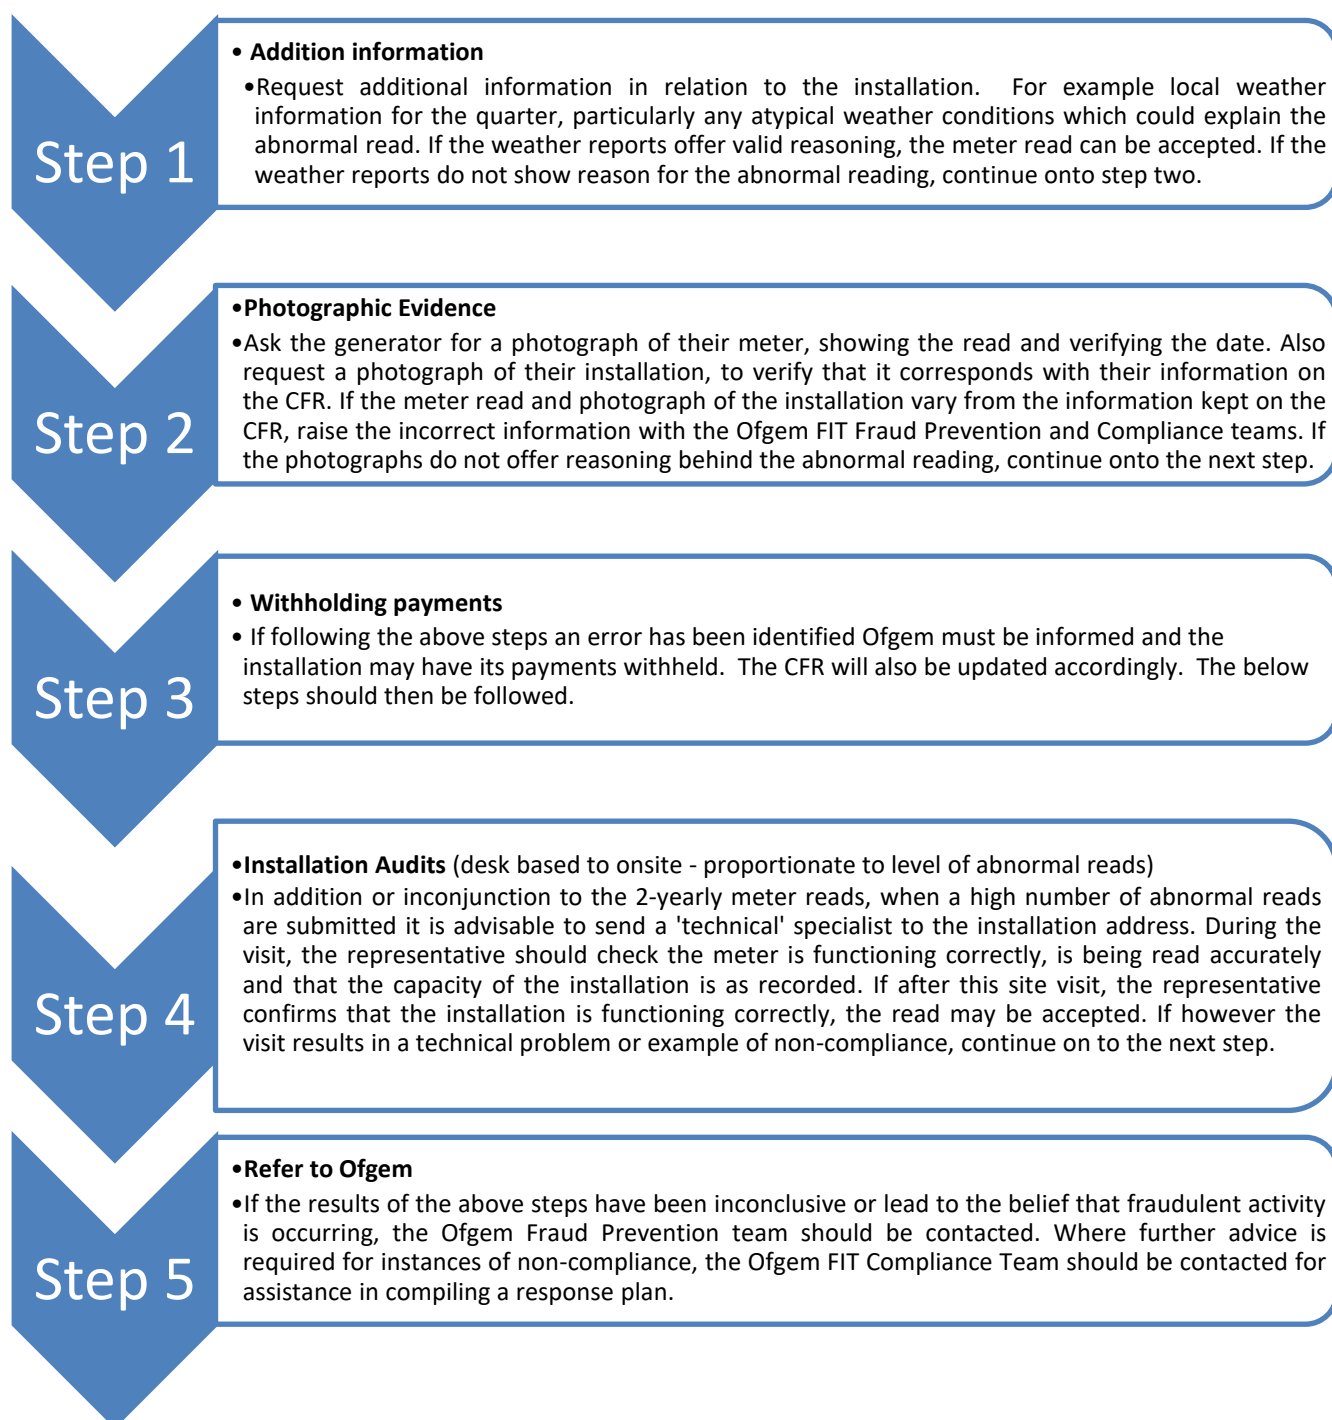 Step 1
• Addition information
•Request additional information in relation to the installation. For example local weather
information for the quarter, particularly any atypical weather conditions which could explain the
abnormal read. If the weather reports offer valid reasoning, the meter read can be accepted. If the
weather reports do not show reason for the abnormal reading, continue onto step two.
Step 2
•Photographic Evidence
•Ask the generator for a photograph of their meter, showing the read and verifying the date. Also
request a photograph of their installation, to verify that it corresponds with their information on
the CFR. If the meter read and photograph of the installation vary from the information kept on the
CFR, raise the incorrect information with the Ofgem FIT Fraud Prevention and Compliance teams. If
the photographs do not offer reasoning behind the abnormal reading, continue onto the next step.
Step 3
• Withholding payments
• If following the above steps an error has been identified Ofgem must be informed and the
installation may have its payments withheld. The CFR will also be updated accordingly. The below
steps should then be followed.
Step 4
•Installation Audits (desk based to onsite - proportionate to level of abnormal reads)
•In addition or inconjunction to the 2-yearly meter reads, when a high number of abnormal reads
are submitted it is advisable to send a 'technical' specialist to the installation address. During the
visit, the representative should check the meter is functioning correctly, is being read accurately
and that the capacity of the installation is as recorded. If after this site visit, the representative
confirms that the installation is functioning correctly, the read may be accepted. If however the
visit results in a technical problem or example of non-compliance, continue on to the next step.
Step 5
•Refer to Ofgem
•If the results of the above steps have been inconclusive or lead to the belief that fraudulent activity
is occurring, the Ofgem Fraud Prevention team should be contacted. Where further advice is
required for instances of non-compliance, the Ofgem FIT Compliance Team should be contacted for
assistance in compiling a response plan.